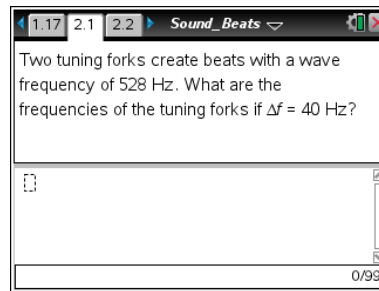 1.17 2.1 2.2 Sound_Beats
Two tuning forks create beats with a wave
frequency of 528 Hz. What are the
frequencies of the tuning forks if Δf = 40 Hz?
0/99